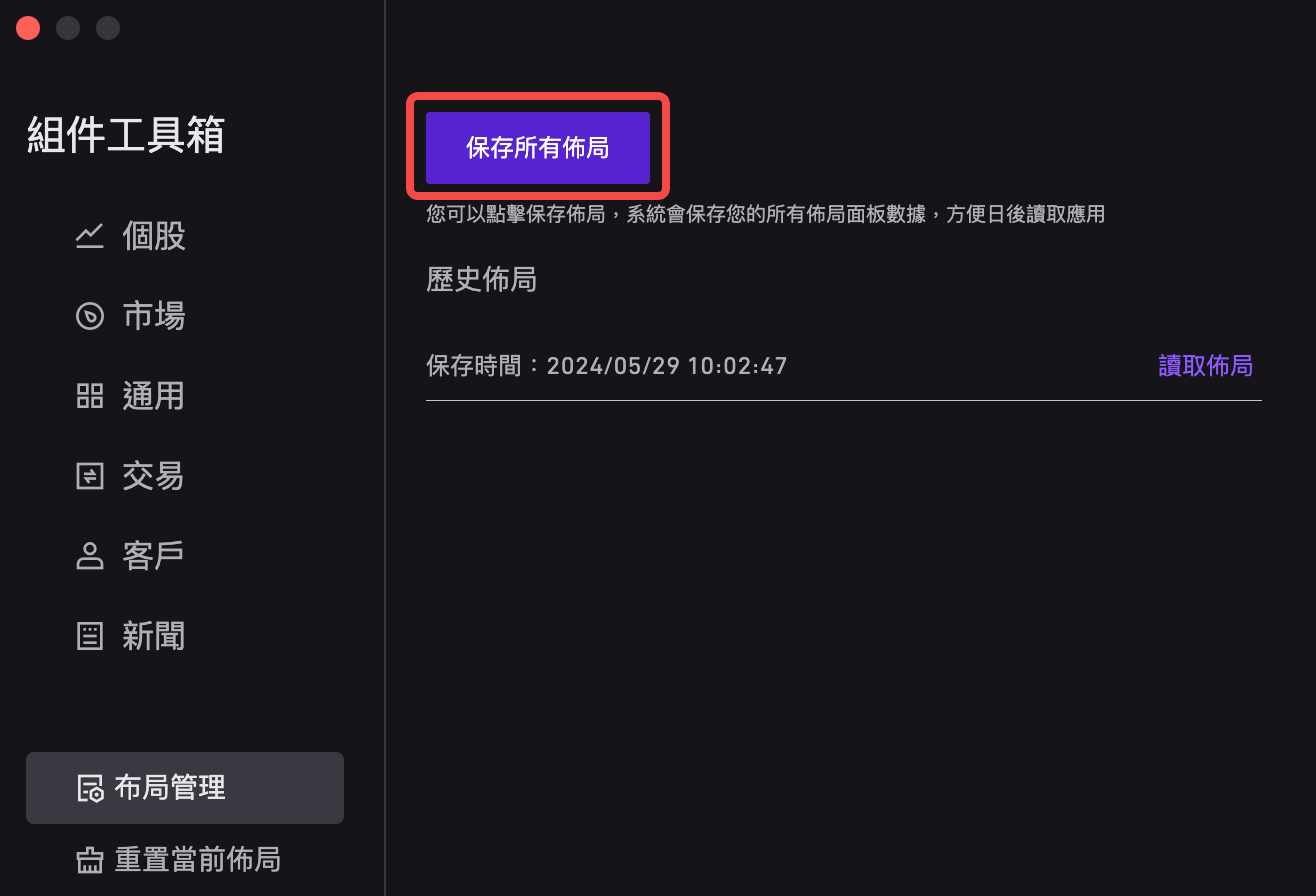 組件工具箱
個股
市場
通用
交易
客戶
新聞
布局管理
重置當前佈局
保存所有佈局
您可以點擊保存佈局，系統會保存您的所有佈局面板數據，方便日後讀取應用
歷史佈局
保存時間：2024/05/29 10:02:47
讀取佈局